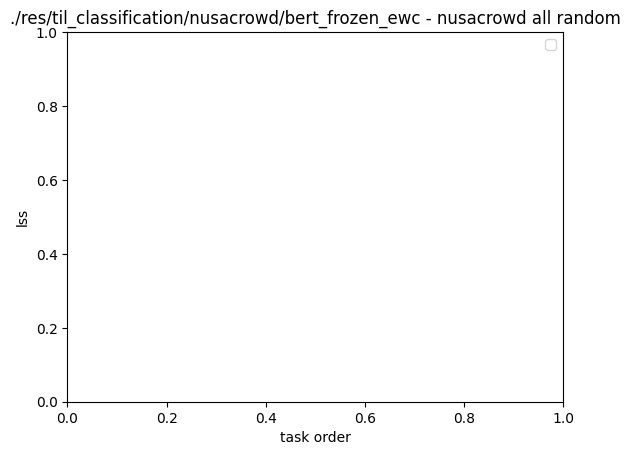 ./res/til_classification/nusacrowd/bert_frozen_ewc - nusacrowd all random
1.0
0.8
0.6
0.4
0.2
0.0
lss
0.0 0.2 0.4 0.6 0.8 1.0
task order